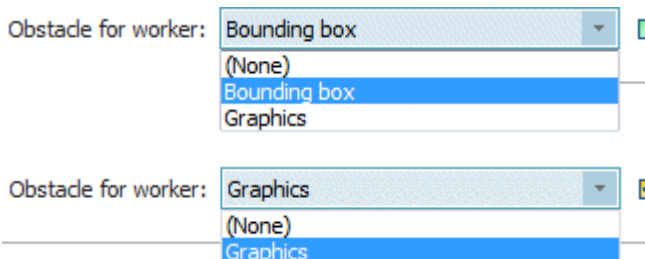 Obstacle for worker: Bounding box
(None)
Bounding box
Graphics
Obstacle for worker: Graphics
(None)
Graphics